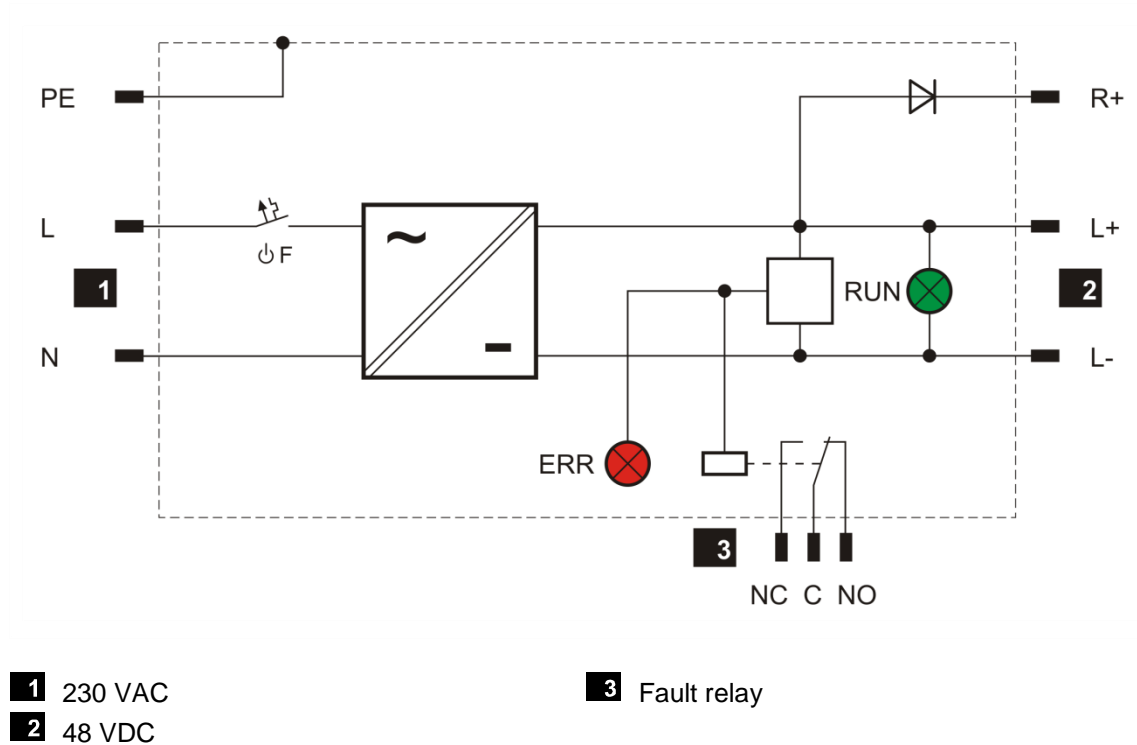 PE
R+
L
F
L+
1
RUN
2
N
L-
ERR
3
NC C NO
1 230 VAC
3 Fault relay
2 48 VDC